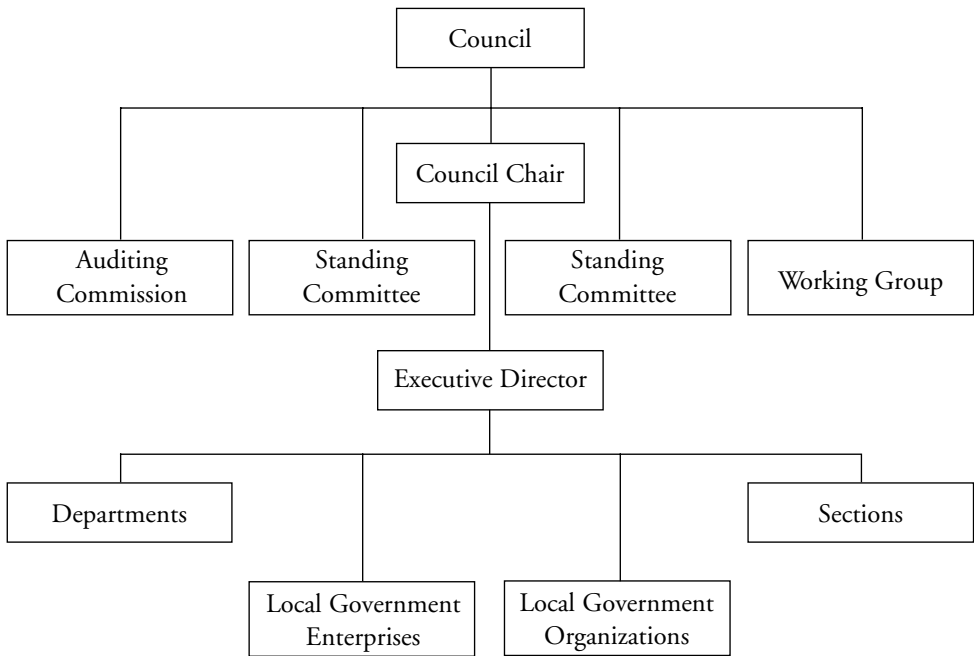 Council
Council Chair
Auditing
Commission
Standing
Committee
Standing
Committee
Working Group
Executive Director
Departments
Sections
Local Government
Enterprises
Local Government
Organizations